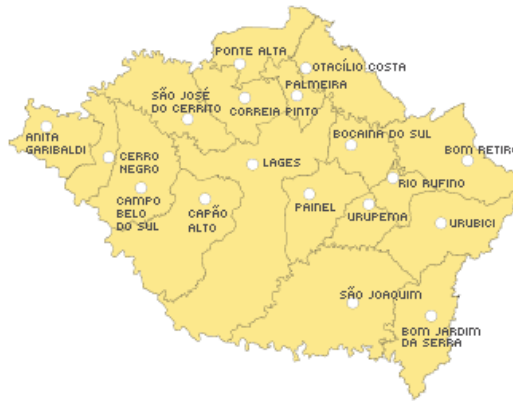 PONTE ALTA
OTACÍLIO COSTA
SÃO JOSÉ
DO CERRITO
PALMEIRA
CORREIA PINTO
ANITA
GARIBALDI
BOCAINA DO SUL
BOM RETIRO
CERRO
NEGRO
LAGES
RIO RUFINO
CAMPO
BELO
DO SUL
CAPÃO
ALTO
PAINEL
URUPEMA
URUBICI
SÃO JOAQUIM
BOM JARDIM
DA SERRA